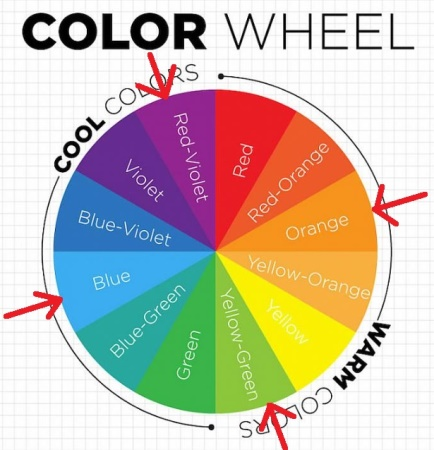 COLOR WHEEL
COOL COLORS
Red
Red-Orange
Orange
Yellow-Orange
Yellow
Yellow-Green
Green
Blue-Green
Blue
Blue-Violet
Violet
Red-Violet
WARM COLORS